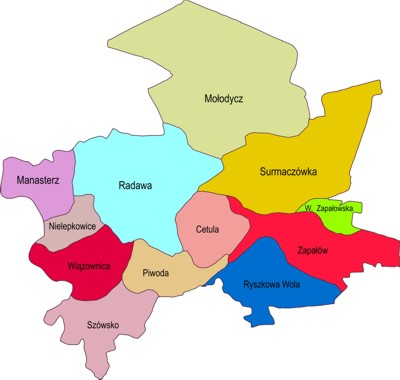 Mołodycz
Surmaczówka
Manasterz
Radawa
W. Zapałowska
Nielepkowice
Cetula
Zapałów
Wiązownica
Piwoda
Ryszkowa Wola
Szówsko